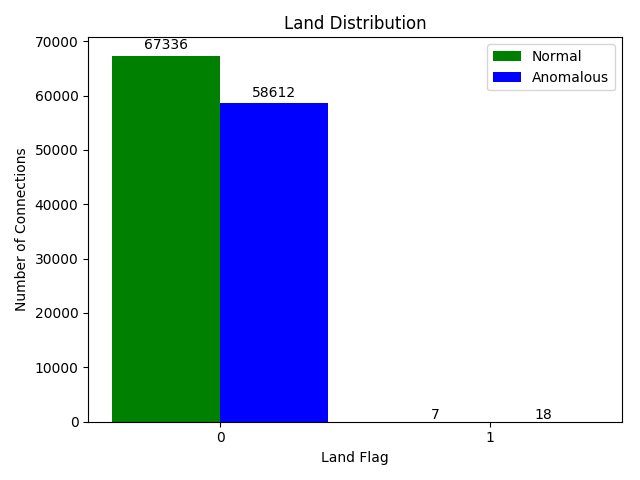 Land Distribution
Number of Connections
70000
60000
50000
40000
30000
20000
10000
0
67336
58612
7
18
Normal
Anomalous
0
1
Land Flag